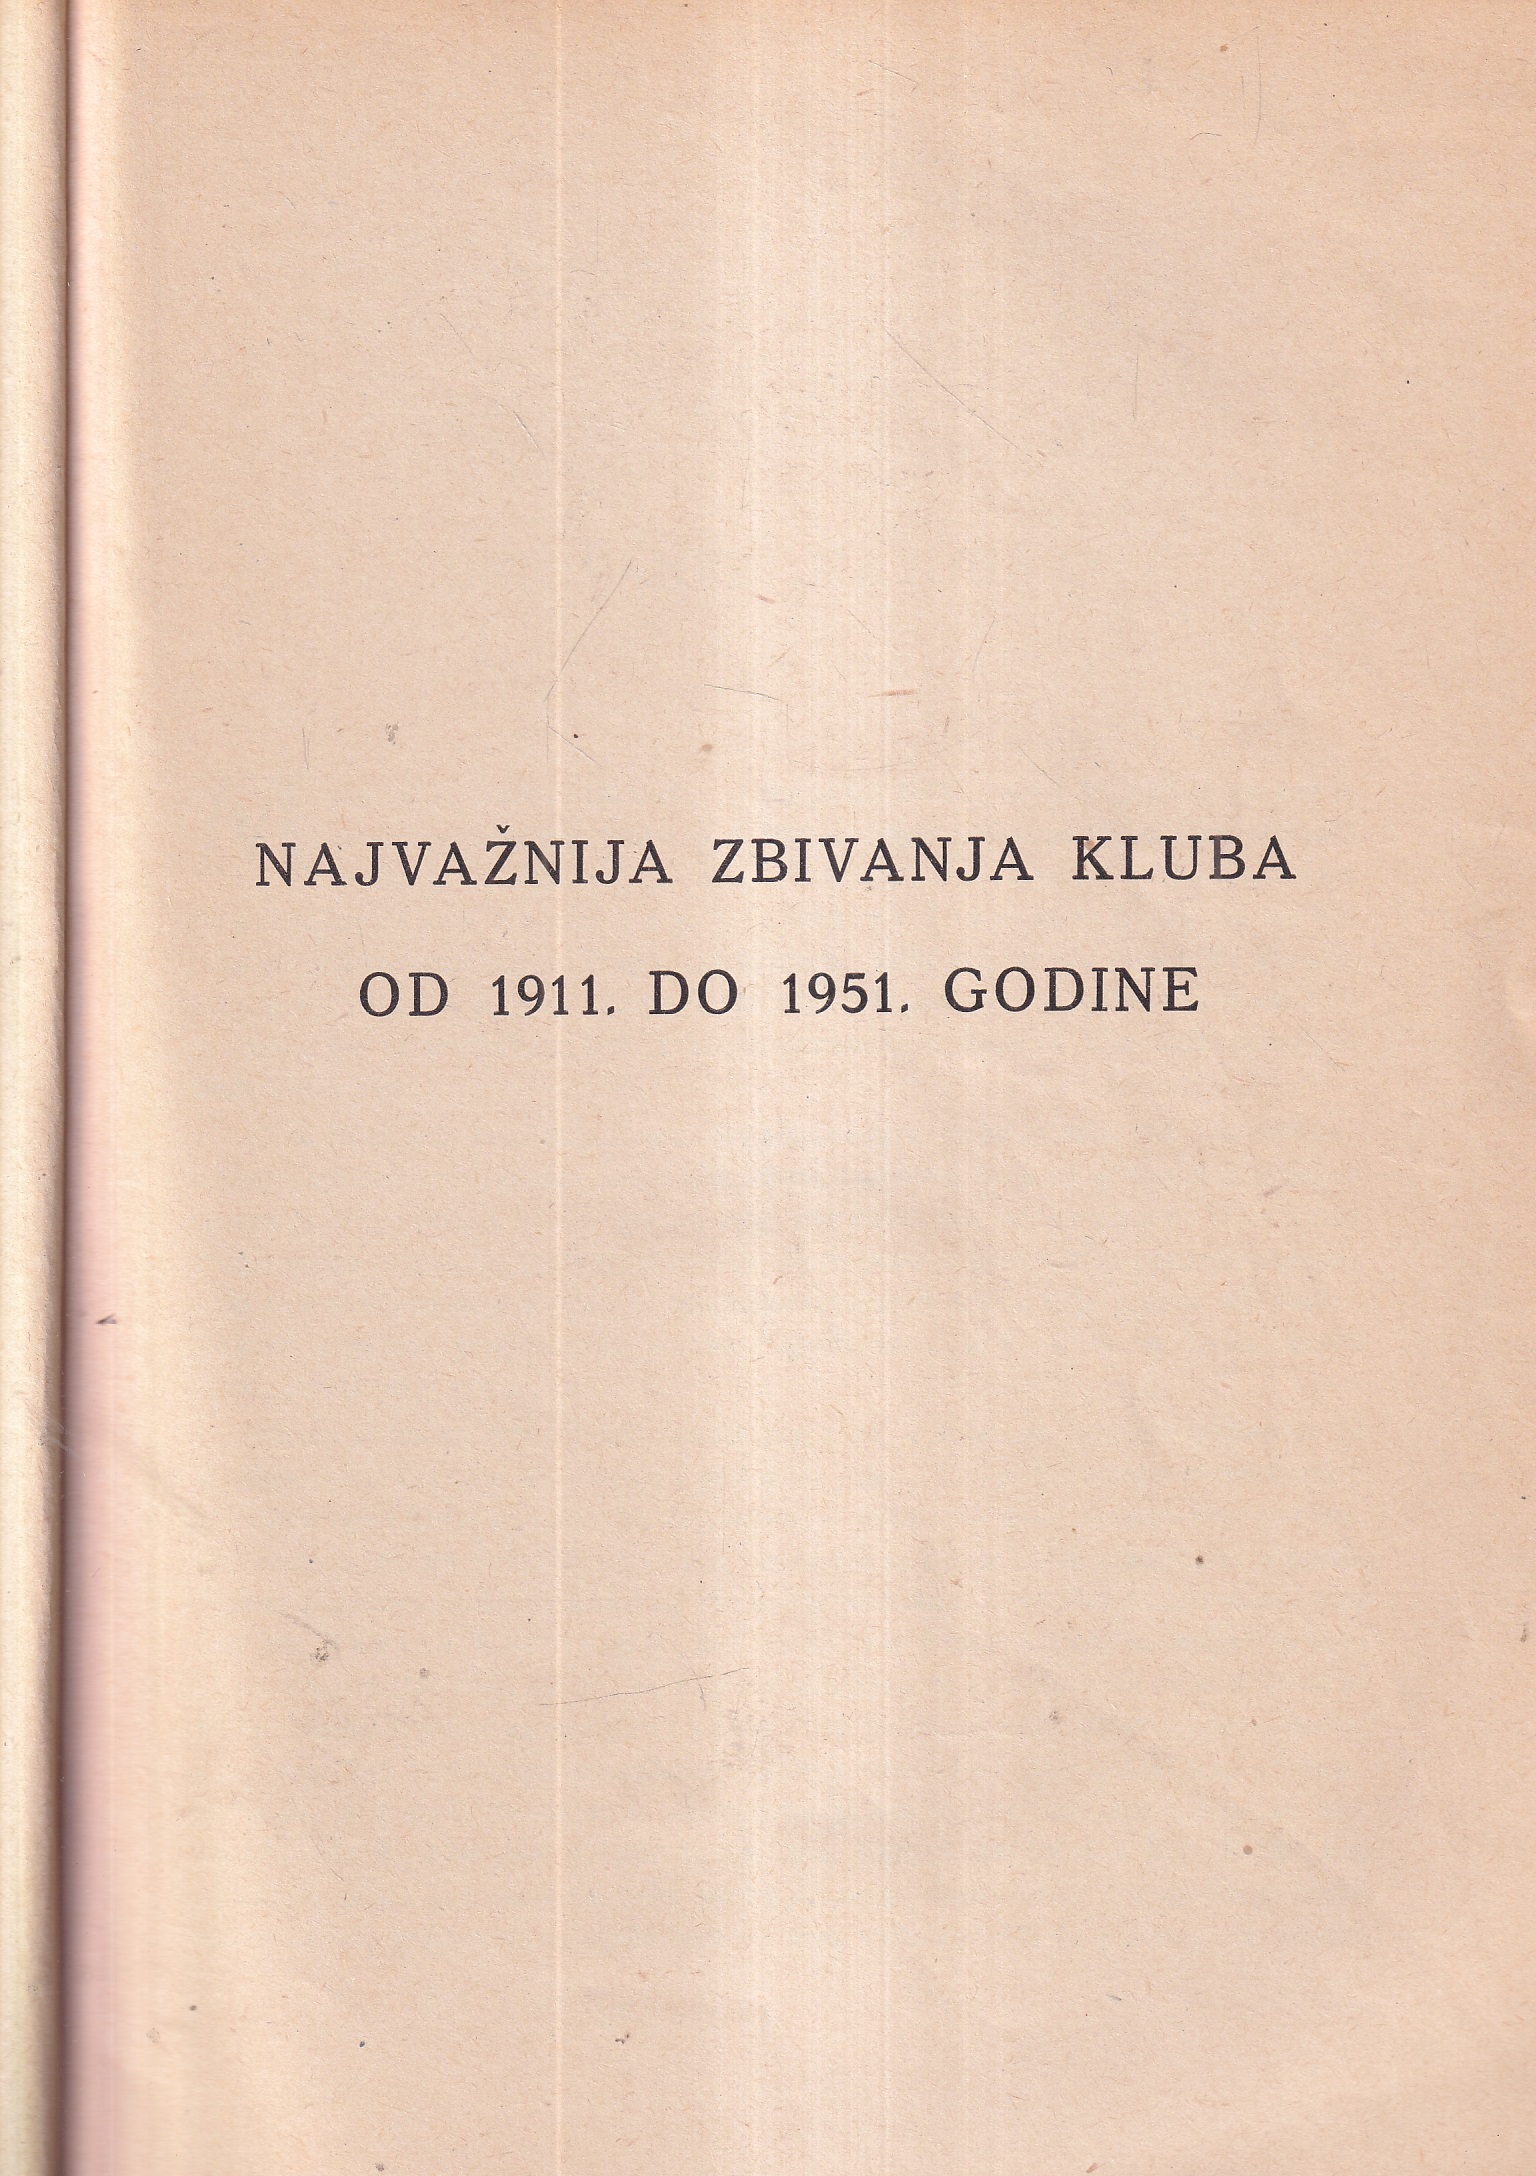 NAJVAŽNIJA ZBIVANJA KLUBA
OD 1911. DO 1951. GODINE